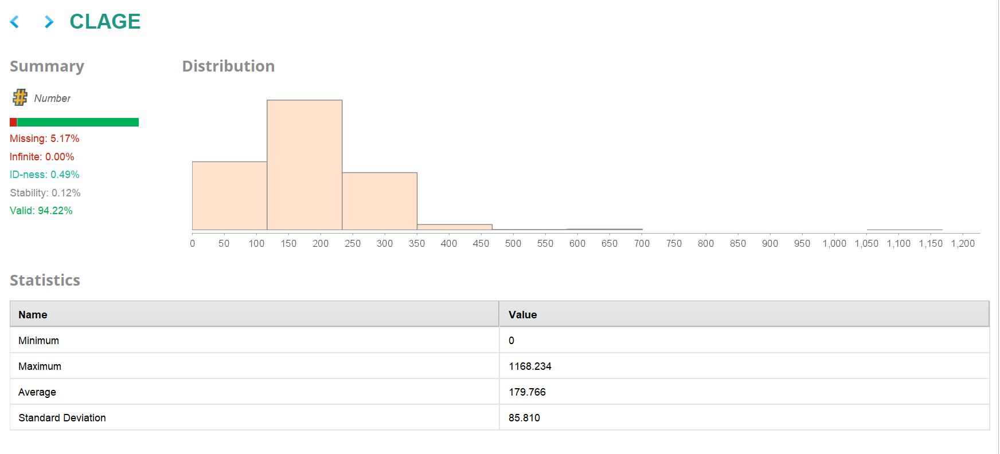 CLAGE
Summary
Distribution
Number
Missing: 5.17%
Infinite: 0.00%
ID-ness: 0.49%
Stability: 0.12%
Valid: 94.22%
0 50 100 150 200 250 300 350 400 450 500 550 600 650 700 750 800 850 900 950 1,000 1,050 1,100 1,150 1,200
Statistics
Name Value
Minimum 0
Maximum 1168.234
Average 179.766
Standard Deviation 85.810